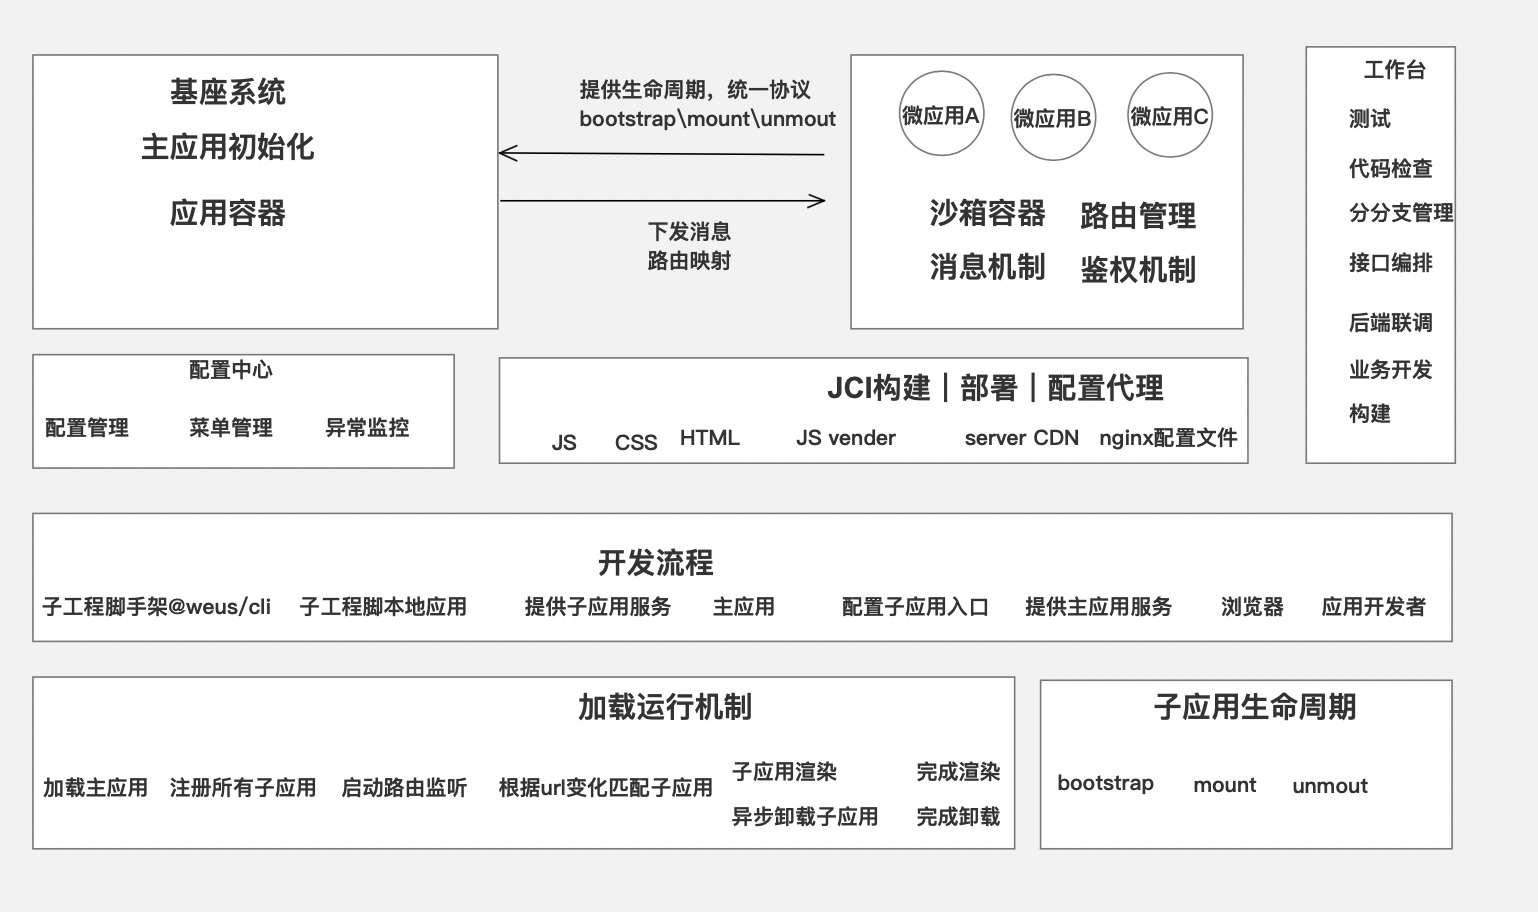 基座系统
主应用初始化
应用容器
提供生命周期，统一协议
bootstrap\mount\unmout
下发消息
路由映射
微应用A
微应用B
微应用C
沙箱容器 路由管理
消息机制 鉴权机制
工作台
测试
代码检查
分分支管理
接口编排
后端联调
业务开发
构建
配置中心
配置管理 菜单管理 异常监控
JCI构建｜部署｜配置代理
JS CSS HTML JS vender server CDN nginx配置文件
开发流程
子工程脚手架@weus/cli 子工程脚本地应用 提供子应用服务 主应用 配置子应用入口 提供主应用服务 浏览器 应用开发者
加载运行机制
加载主应用 注册所有子应用 启动路由监听 根据url变化匹配子应用
子应用渲染 完成渲染
异步卸载子应用 完成卸载
子应用生命周期
bootstrap mount unmout